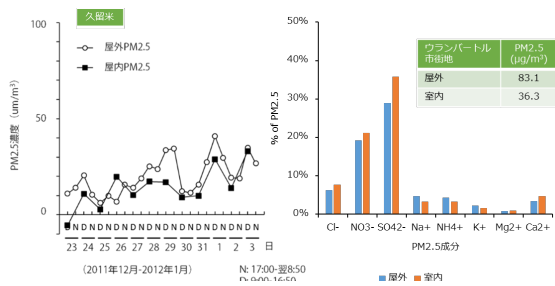 久留米
100
50
0
PM2.5濃度（um/m³）
屋外PM2.5
屋内PM2.5
N D N D N D N D N D N D N D N D N D N D N
23 24 25 26 27 28 29 30 31 1 2 3 日
（2011年12月-2012年1月）
N: 17:00-翌8:50
D: 9:00-16:50
50%
40%
30%
20%
10%
0%
% of PM2.5
ウランバートル市街地 PM2.5 (μg/m³)
屋外 83.1
室内 36.3
Cl- NO3- SO42- Na+ NH4+ K+ Mg2+ Ca2+
PM2.5成分
屋外 室内